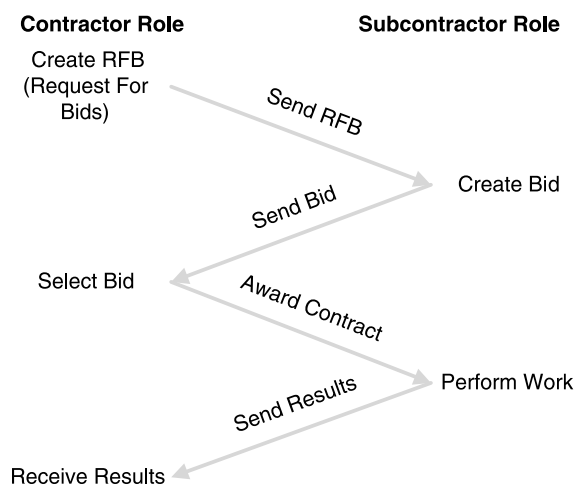 Contractor Role
Subcontractor Role
Create RFB
(Request For
Bids)
Send RFB
Create Bid
Send Bid
Select Bid
Award Contract
Perform Work
Send Results
Receive Results